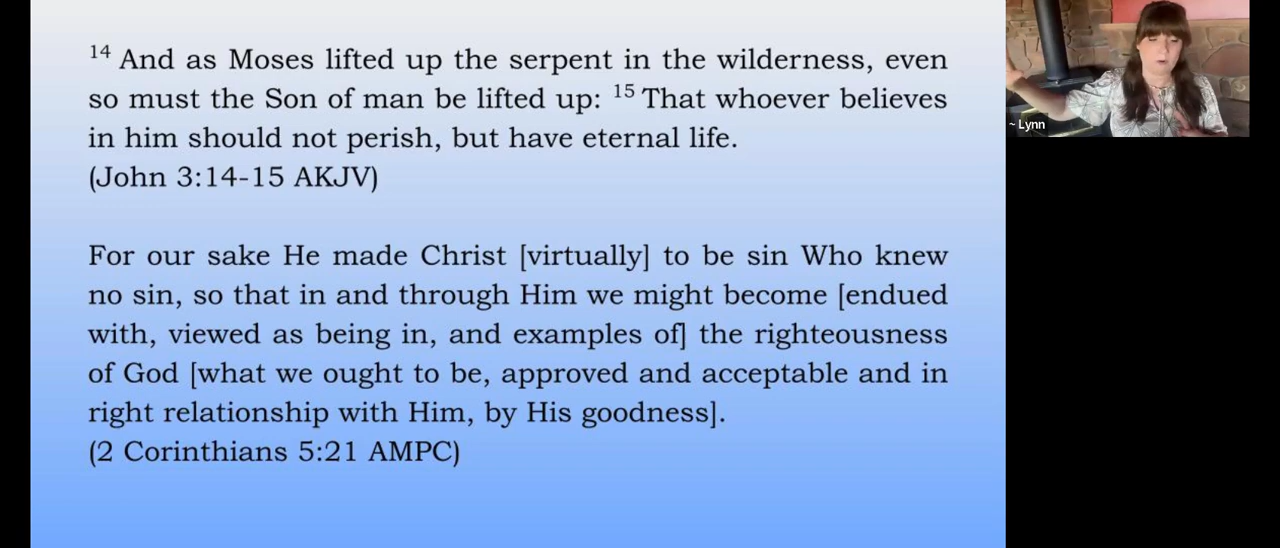 14 And as Moses lifted up the serpent in the wilderness, even
so must the Son of man be lifted up: 15 That whoever believes
in him should not perish, but have eternal life.
(John 3:14-15 AKJV)
For our sake He made Christ [virtually] to be sin Who knew
no sin, so that in and through Him we might become [endued
with, viewed as being in, and examples of] the righteousness
of God [what we ought to be, approved and acceptable and in
right relationship with Him, by His goodness].
(2 Corinthians 5:21 AMPC)
~ Lynn